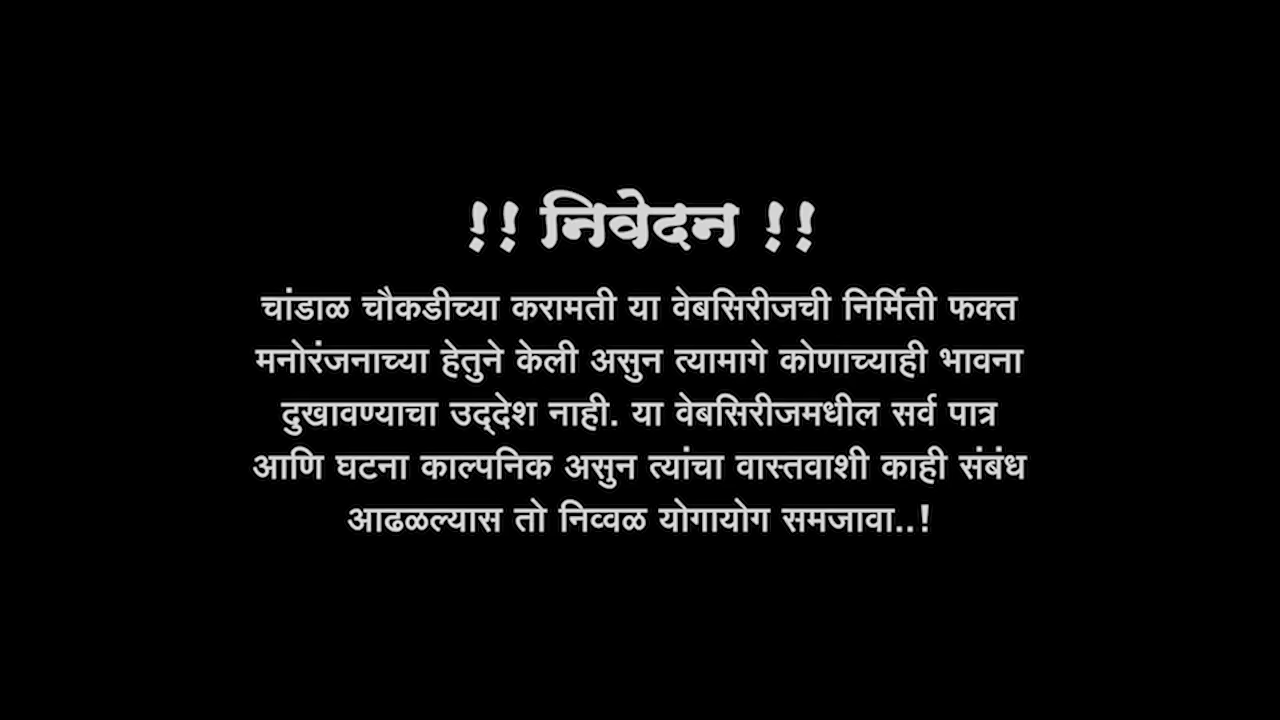 !! निवेदन !!
चांडाळ चौकडीच्या करामती या वेबसिरीजची निर्मिती फक्त
मनोरंजनाच्या हेतुने केली असुन त्यामागे कोणाच्याही भावना
दुखावण्याचा उद्‌देश नाही. या वेबसिरीजमधील सर्व पात्र
आणि घटना काल्पनिक असुन त्यांचा वास्तवाशी काही संबंध
आढळल्यास तो निव्वळ योगायोग समजावा..!